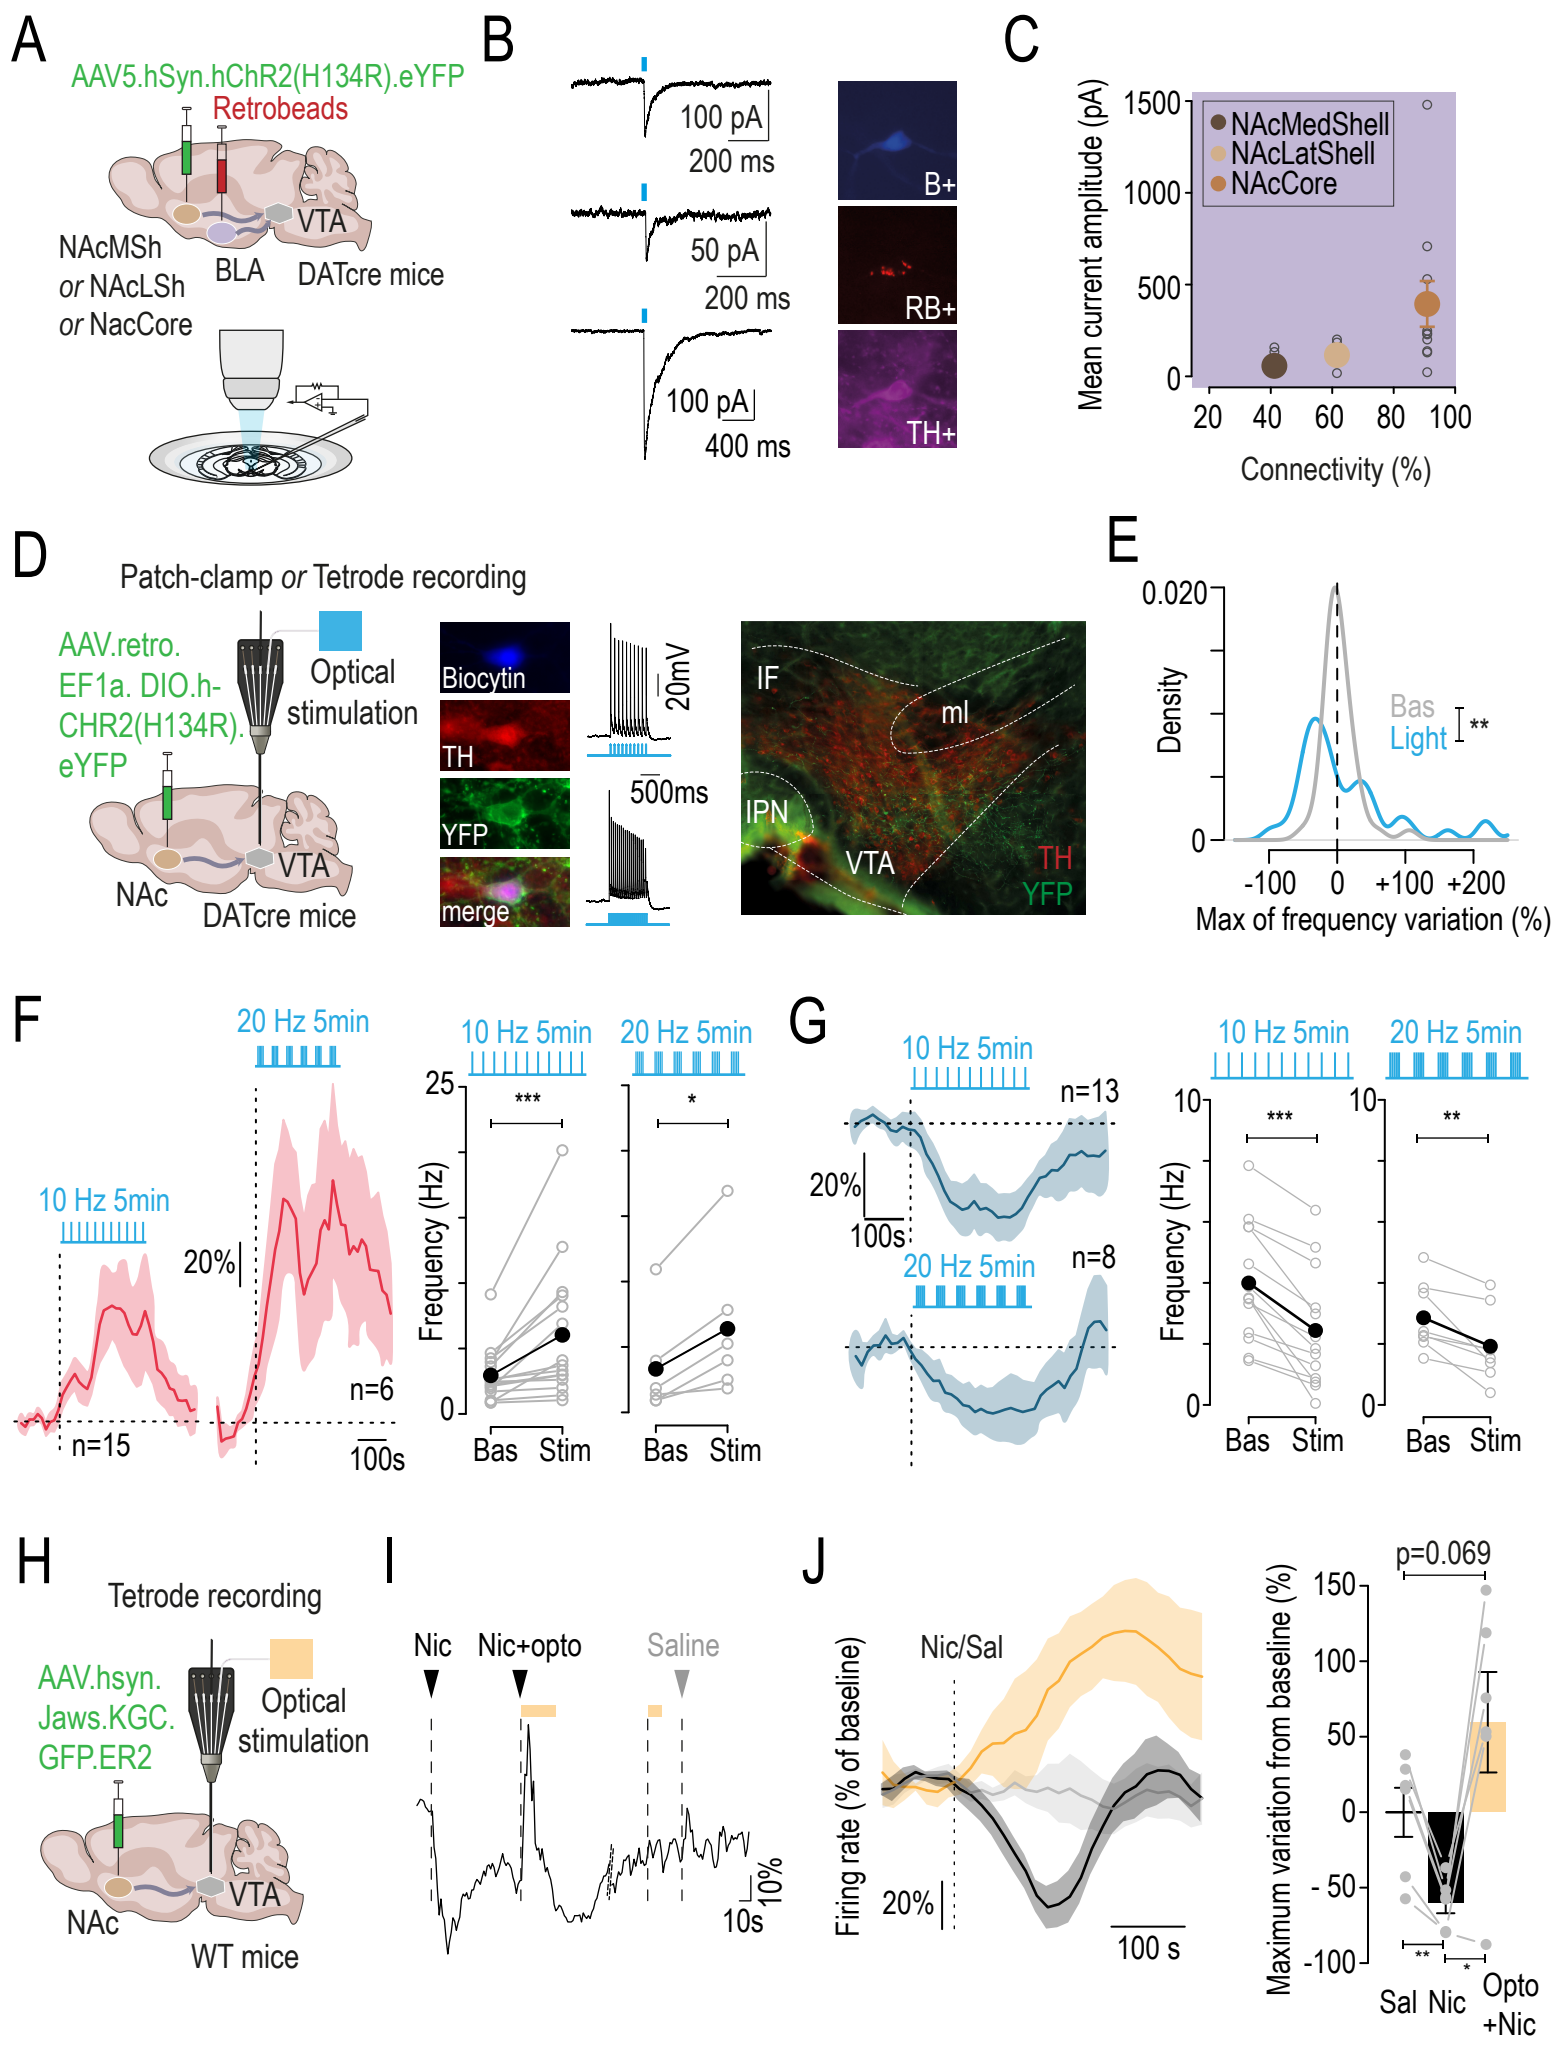 A
AAV5.hSyn.hChR2(H134R).eYFP
Retrobeads
VTA
NAcMSh
or NAcLSh
or NacCore
BLA
DATcre mice
B
100 pA
200 ms
50 pA
200 ms
100 pA
400 ms
B+
RB+
TH+
C
Mean current amplitude (pA)
1500
1000
500
0
NAcMedShell
NAcLatShell
NAcCore
20 40 60 80 100
Connectivity (%)
D
Patch-clamp or Tetrode recording
AAV.retro.
EF1a. DIO.h-
CHR2(H134R).
eYFP
Optical
stimulation
VTA
NAc
DATcre mice
Biocytin
TH
YFP
merge
20mV
500ms
IF
ml
IPN
VTA
TH
YFP
E
0.020
0
Density
Bas
Light
**
-100 0 +100 +200
Max of frequency variation (%)
F
20 Hz 5min
10 Hz 5min
20%
n=6
n=15
100s
10 Hz 5min
20 Hz 5min
25
0
Frequency (Hz)
***
*
Bas Stim
Bas Stim
G
10 Hz 5min
n=13
20%
100s
20 Hz 5min
n=8
10 Hz 5min
20 Hz 5min
10
0
Frequency (Hz)
***
10
0
**
Bas Stim
Bas Stim
H
Tetrode recording
AAV.hsyn.
Jaws.KGC.
GFP.ER2
Optical
stimulation
VTA
NAc
WT mice
I
Nic
Nic+opto
Saline
10%
10s
J
Firing rate (% of baseline)
Nic/Sal
20%
100 s
p=0.069
Maximum variation from baseline (%)
150
100
50
0
- 50
-100
**
*
Sal Nic Opto
+Nic